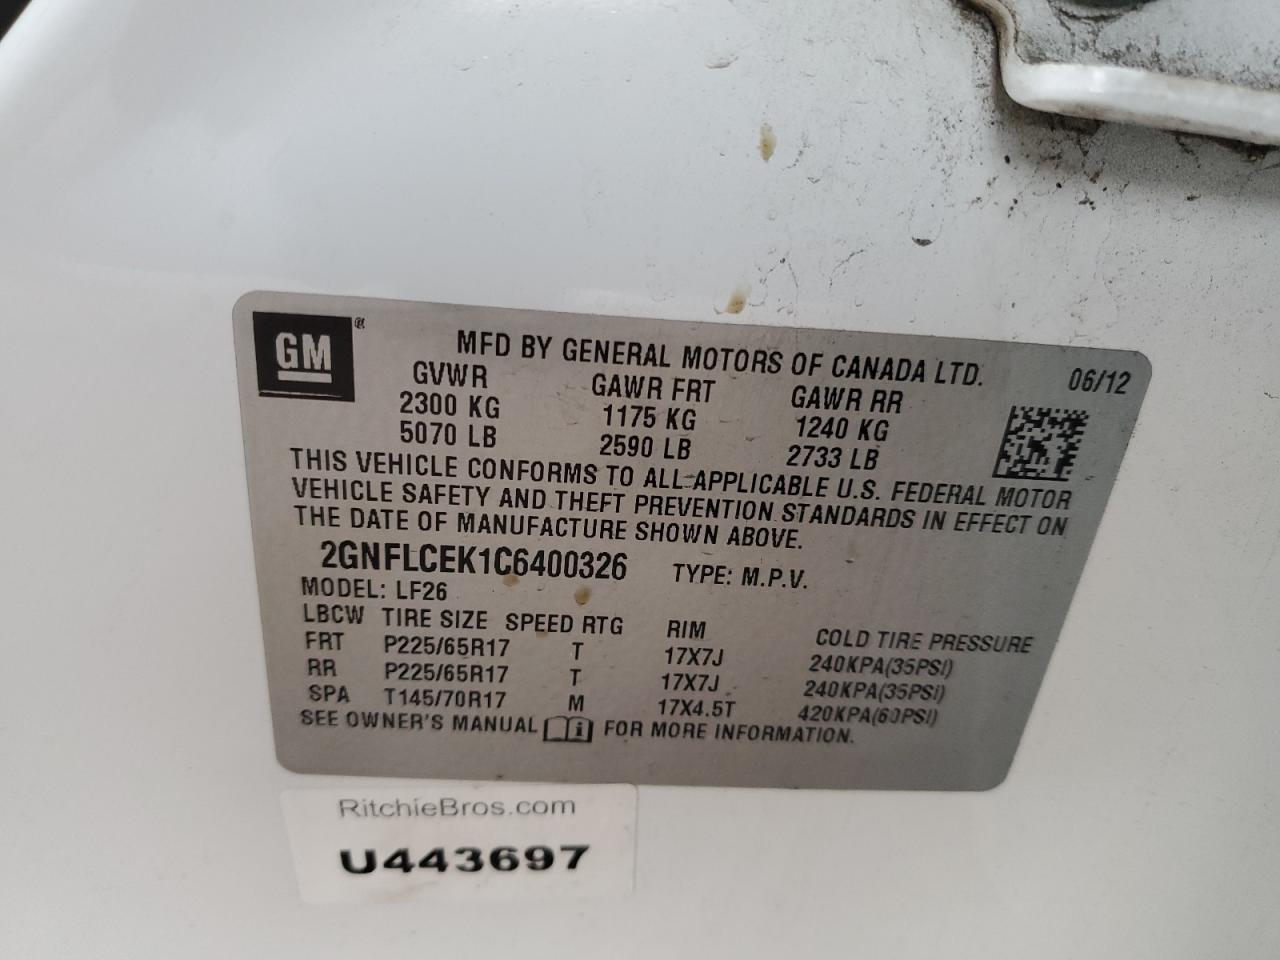 GM ®
MFD BY GENERAL MOTORS OF CANADA LTD. 06/12
GVWR GAWR FRT GAWR RR
2300 KG 1175 KG 1240 KG
5070 LB 2590 LB 2733 LB
THIS VEHICLE CONFORMS TO ALL APPLICABLE U.S. FEDERAL MOTOR
VEHICLE SAFETY AND THEFT PREVENTION STANDARDS IN EFFECT ON
THE DATE OF MANUFACTURE SHOWN ABOVE.
2GNFLCEK1C6400326 TYPE: M.P.V.
MODEL: LF26
LBCW TIRE SIZE SPEED RTG RIM COLD TIRE PRESSURE
FRT P225/65R17 T 17X7J 240KPA(35PSI)
RR P225/65R17 T 17X7J 240KPA(35PSI)
SPA T145/70R17 M 17X4.5T 420KPA(60PSI)
SEE OWNER'S MANUAL i FOR MORE INFORMATION.
RitchieBros.com
U443697